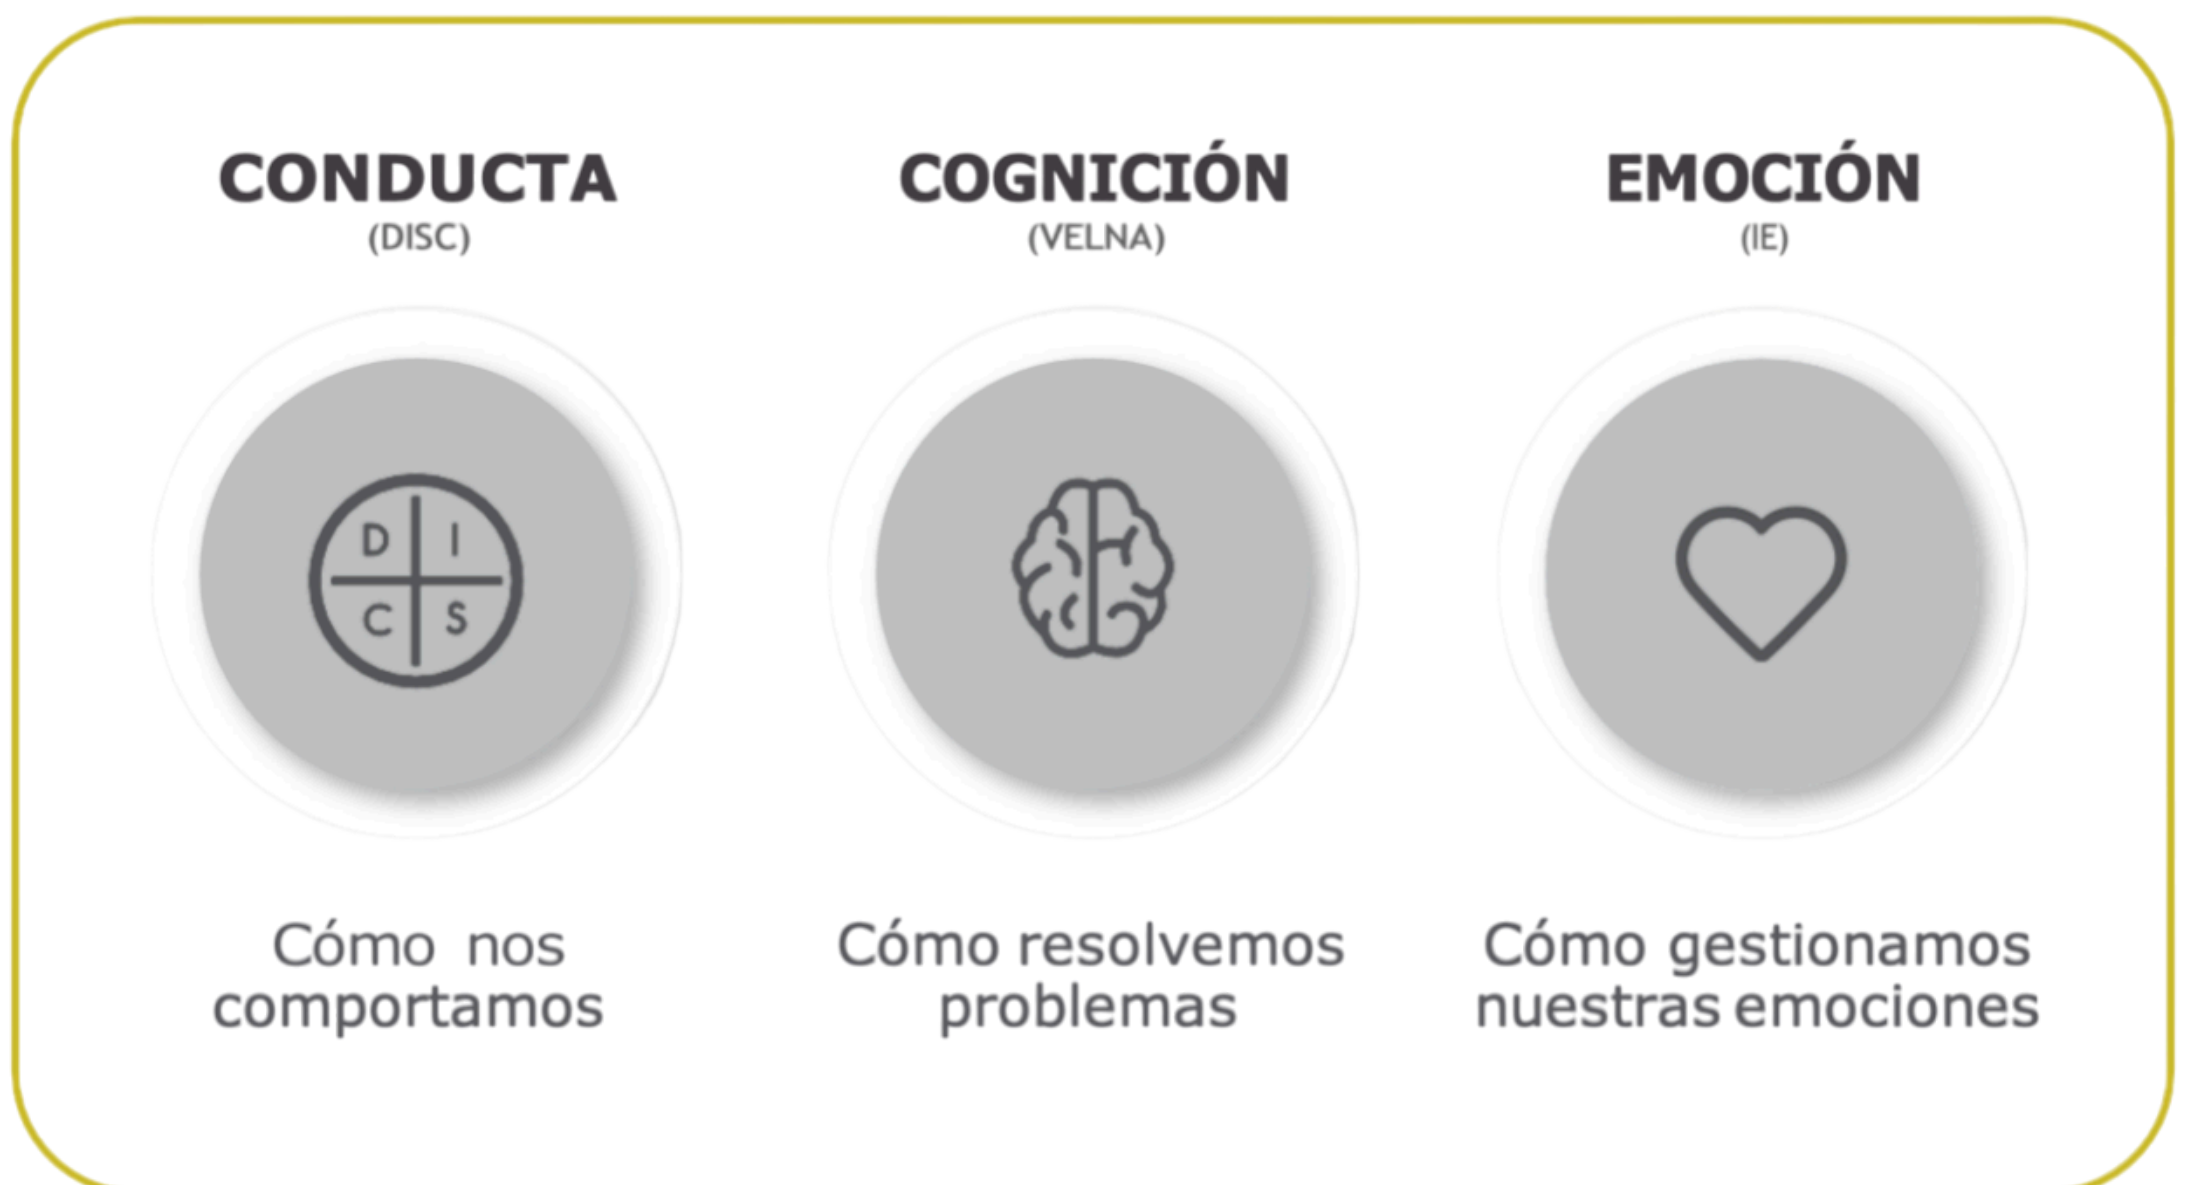 CONDUCTA
(DISC)
D I
C S
Cómo nos
comportamos
COGNICIÓN
(VELNA)
Cómo resolvemos
problemas
EMOCIÓN
(IE)
Cómo gestionamos
nuestras emociones